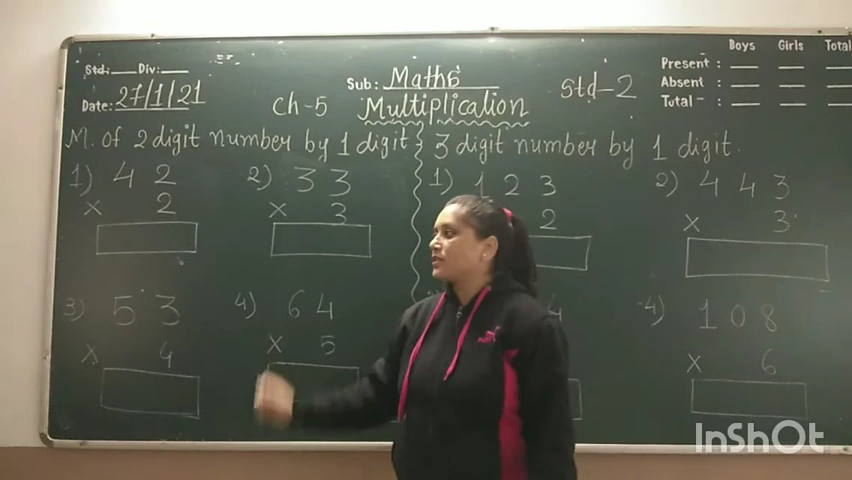 Boys Girls Total
Std:___ Div:___
Sub: Maths
Std-2
Present :
Absent :
Total -
Date: 27/1/21
Ch-5
Multiplication
M. of 2 digit number by 1 digit
3 digit number by 1 digit.
1) 4 2
x 2
2) 3 3
x 3
1) 1 2 3
2
2) 4 4 3
x 3
3) 5 3
x 4
4) 6 4
x 5
4
4) 1 0 8
x 6
InShOt